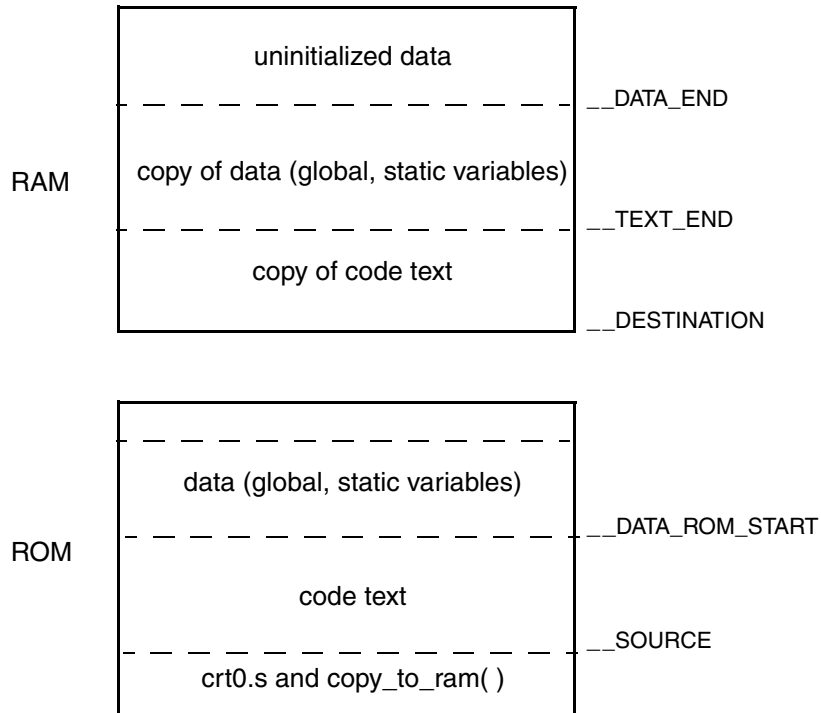 uninitialized data
__DATA_END
RAM
copy of data (global, static variables)
__TEXT_END
copy of code text
__DESTINATION
data (global, static variables)
__DATA_ROM_START
ROM
code text
__SOURCE
crt0.s and copy_to_ram( )